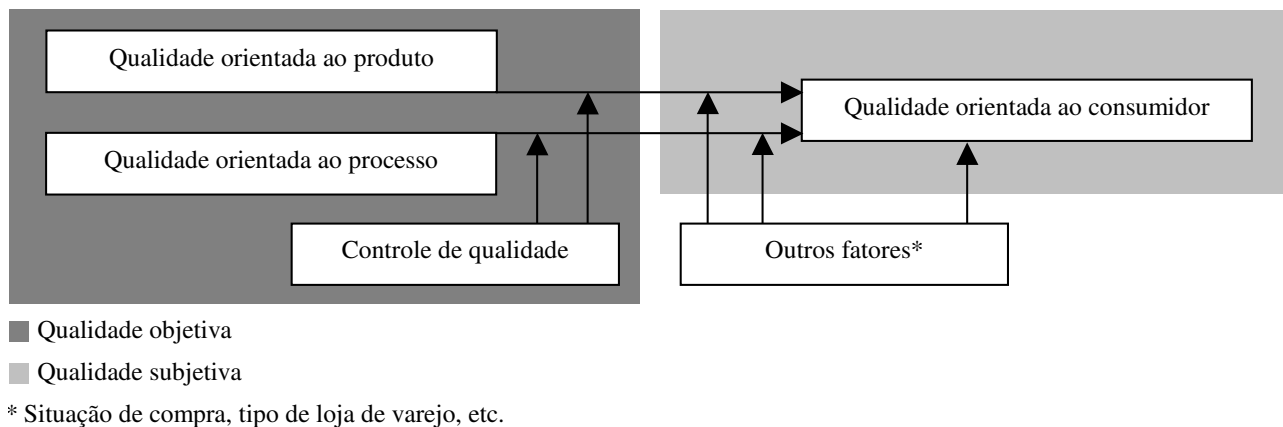 Qualidade orientada ao produto
Qualidade orientada ao consumidor
Qualidade orientada ao processo
Controle de qualidade
Outros fatores*
Qualidade objetiva
Qualidade subjetiva
* Situação de compra, tipo de loja de varejo, etc.